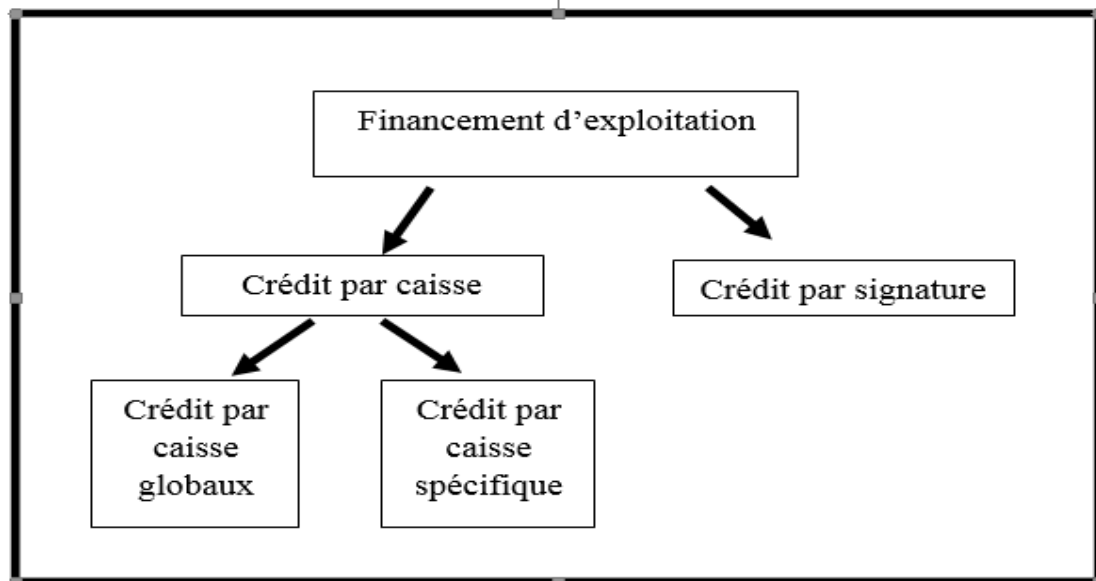 Financement d’exploitation
Crédit par caisse
Crédit par signature
Crédit par
caisse
globaux
Crédit par
caisse
spécifique